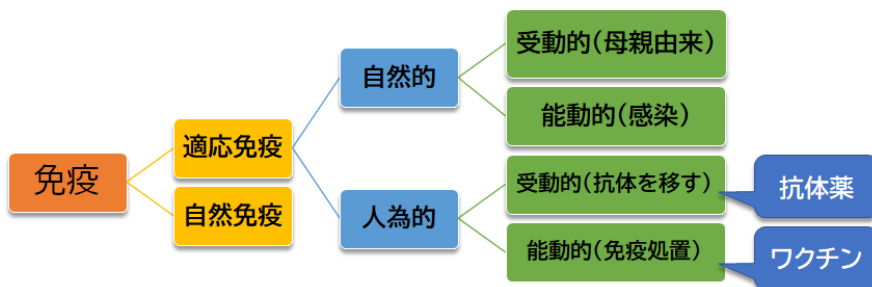 受動的(母親由来)
自然的
能動的(感染)
適応免疫
免疫
受動的(抗体を移す)
抗体薬
自然免疫
人為的
能動的(免疫処置)
ワクチン